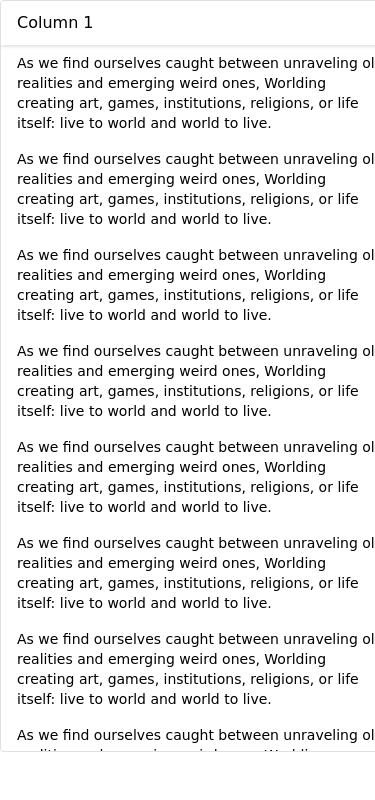 Column 1
As we find ourselves caught between unraveling ol
realities and emerging weird ones, Worlding
creating art, games, institutions, religions, or life
itself: live to world and world to live.
As we find ourselves caught between unraveling ol
realities and emerging weird ones, Worlding
creating art, games, institutions, religions, or life
itself: live to world and world to live.
As we find ourselves caught between unraveling ol
realities and emerging weird ones, Worlding
creating art, games, institutions, religions, or life
itself: live to world and world to live.
As we find ourselves caught between unraveling ol
realities and emerging weird ones, Worlding
creating art, games, institutions, religions, or life
itself: live to world and world to live.
As we find ourselves caught between unraveling ol
realities and emerging weird ones, Worlding
creating art, games, institutions, religions, or life
itself: live to world and world to live.
As we find ourselves caught between unraveling ol
realities and emerging weird ones, Worlding
creating art, games, institutions, religions, or life
itself: live to world and world to live.
As we find ourselves caught between unraveling ol
realities and emerging weird ones, Worlding
creating art, games, institutions, religions, or life
itself: live to world and world to live.
As we find ourselves caught between unraveling ol